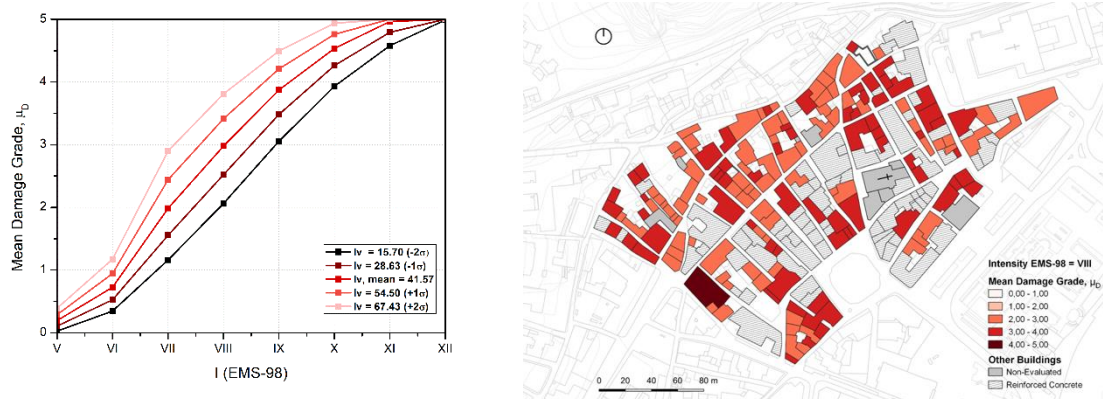 5
4
3
2
1
0
Mean Damage Grade, μD
Iv = 15.70 (-2σ)
Iv = 28.63 (-1σ)
Iv, mean = 41.57
Iv = 54.50 (+1σ)
Iv = 67.43 (+2σ)
V VI VII VIII IX X XI XII
I (EMS-98)
Intensity EMS-98 = VIII
Mean Damage Grade, μD
0,00 - 1,00
1,00 - 2,00
2,00 - 3,00
3,00 - 4,00
4,00 - 5,00
Other Buildings
Non-Evaluated
Reinforced Concrete
0 20 40 60 80 m